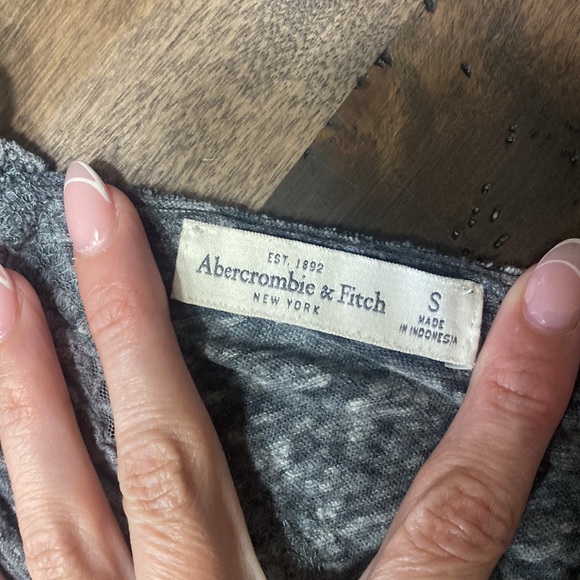 EST. 1892
Abercrombie & Fitch
NEW YORK
S
MADE
IN INDONESIA